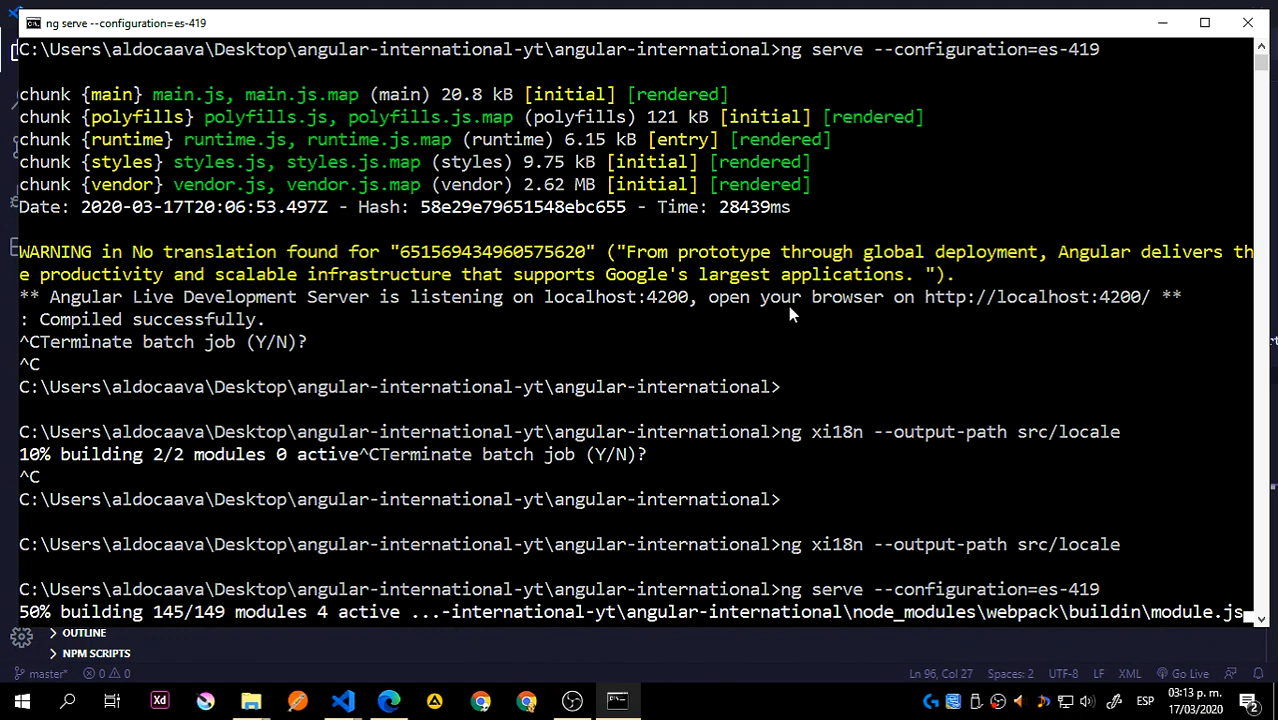 ng serve --configuration=es-419
C:\Users\aldocaava\Desktop\angular-international-yt\angular-international>ng serve --configuration=es-419
chunk {main} main.js, main.js.map (main) 20.8 kB [initial] [rendered]
chunk {polyfills} polyfills.js, polyfills.js.map (polyfills) 121 kB [initial] [rendered]
chunk {runtime} runtime.js, runtime.js.map (runtime) 6.15 kB [entry] [rendered]
chunk {styles} styles.js, styles.js.map (styles) 9.75 kB [initial] [rendered]
chunk {vendor} vendor.js, vendor.js.map (vendor) 2.62 MB [initial] [rendered]
Date: 2020-03-17T20:06:53.497Z - Hash: 58e29e79651548ebc655 - Time: 28439ms
WARNING in No translation found for "651569434960575620" ("From prototype through global deployment, Angular delivers th
e productivity and scalable infrastructure that supports Google's largest applications. ").
** Angular Live Development Server is listening on localhost:4200, open your browser on http://localhost:4200/ **
: Compiled successfully.
^CTerminate batch job (Y/N)?
^C
C:\Users\aldocaava\Desktop\angular-international-yt\angular-international>
C:\Users\aldocaava\Desktop\angular-international-yt\angular-international>ng xi18n --output-path src/locale
10% building 2/2 modules 0 active^CTerminate batch job (Y/N)?
^C
C:\Users\aldocaava\Desktop\angular-international-yt\angular-international>
C:\Users\aldocaava\Desktop\angular-international-yt\angular-international>ng xi18n --output-path src/locale
C:\Users\aldocaava\Desktop\angular-international-yt\angular-international>ng serve --configuration=es-419
50% building 145/149 modules 4 active ...-international-yt\angular-international\node_modules\webpack\buildin\module.js
OUTLINE
NPM SCRIPTS
master* 0 0 Ln 96, Col 27 Spaces: 2 UTF-8 LF XML Go Live
Xd ESP 03:13 p. m.
17/03/2020 2